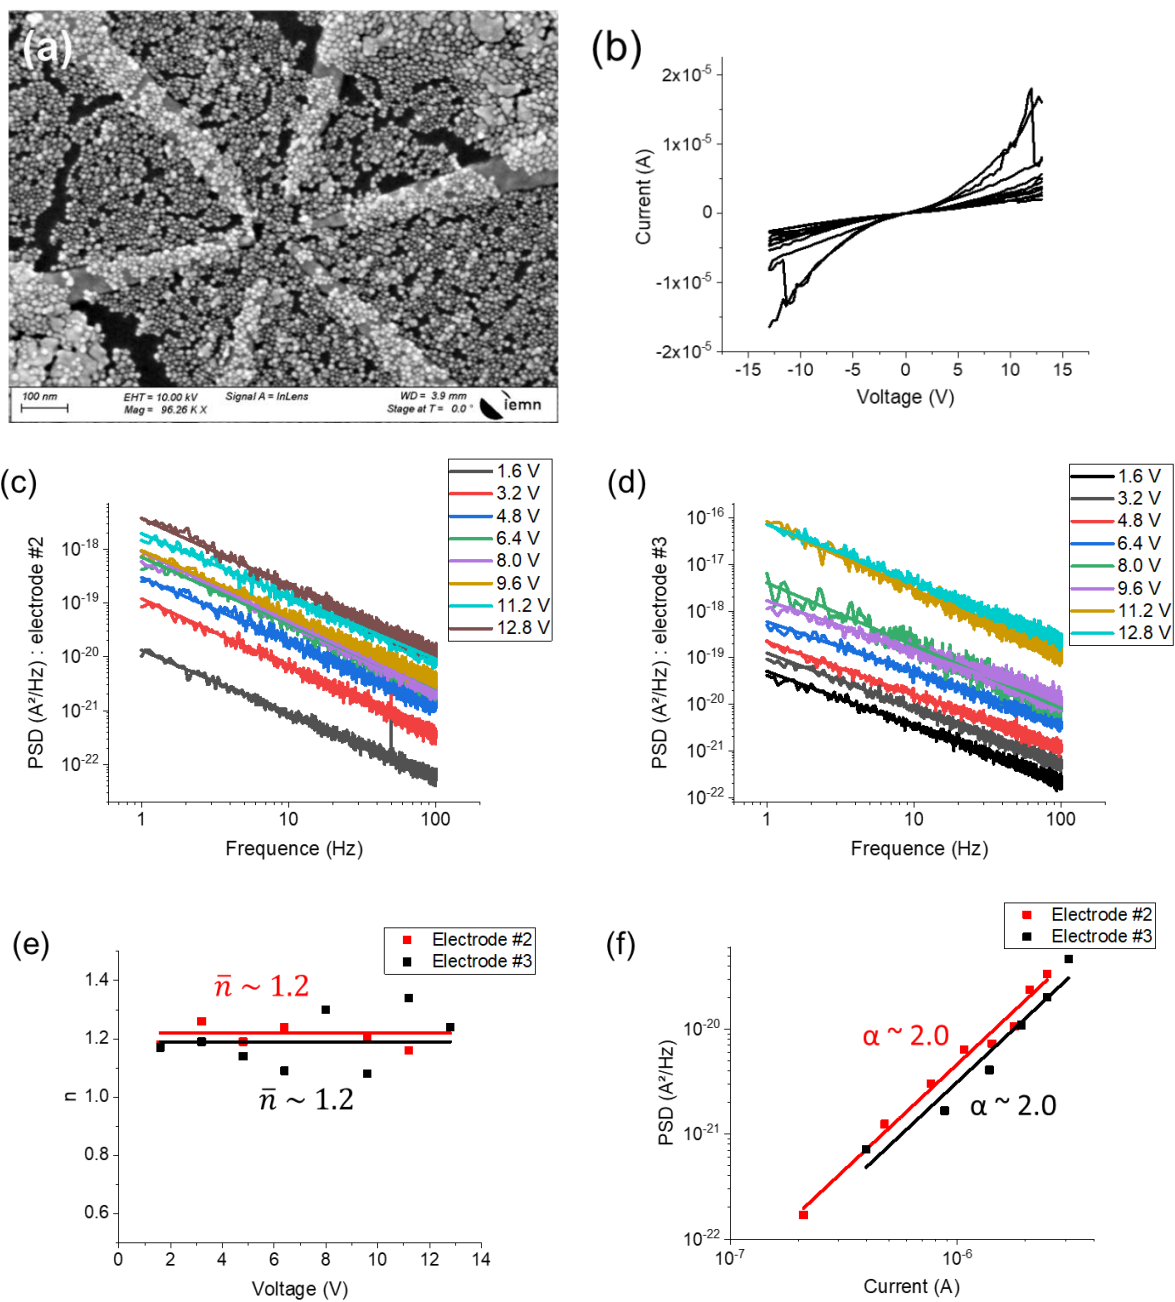 (a)
100 nm
EHT = 10.00 kV
Mag = 96.26 K X
Signal A = InLens
WD = 3.9 mm
Stage at T = 0.0 °
iemn
(b)
Current (A)
2x10⁻⁵
1x10⁻⁵
0
-1x10⁻⁵
-2x10⁻⁵
-15 -10 -5 0 5 10 15
Voltage (V)
(c)
1.6 V
3.2 V
4.8 V
6.4 V
8.0 V
9.6 V
11.2 V
12.8 V
PSD (A²/Hz) : electrode #2
10⁻¹⁸
10⁻¹⁹
10⁻²⁰
10⁻²¹
10⁻²²
1 10 100
Frequence (Hz)
(d)
1.6 V
3.2 V
4.8 V
6.4 V
8.0 V
9.6 V
11.2 V
12.8 V
PSD (A²/Hz) : electrode #3
10⁻¹⁶
10⁻¹⁷
10⁻¹⁸
10⁻¹⁹
10⁻²⁰
10⁻²¹
10⁻²²
1 10 100
Frequence (Hz)
(e)
Electrode #2
Electrode #3
n̅ ~ 1.2
n̅ ~ 1.2
n
1.4
1.2
1.0
0.8
0.6
0 2 4 6 8 10 12 14
Voltage (V)
(f)
Electrode #2
Electrode #3
α ~ 2.0
α ~ 2.0
PSD (A²/Hz)
10⁻²⁰
10⁻²¹
10⁻²²
10⁻⁷ 10⁻⁶
Current (A)